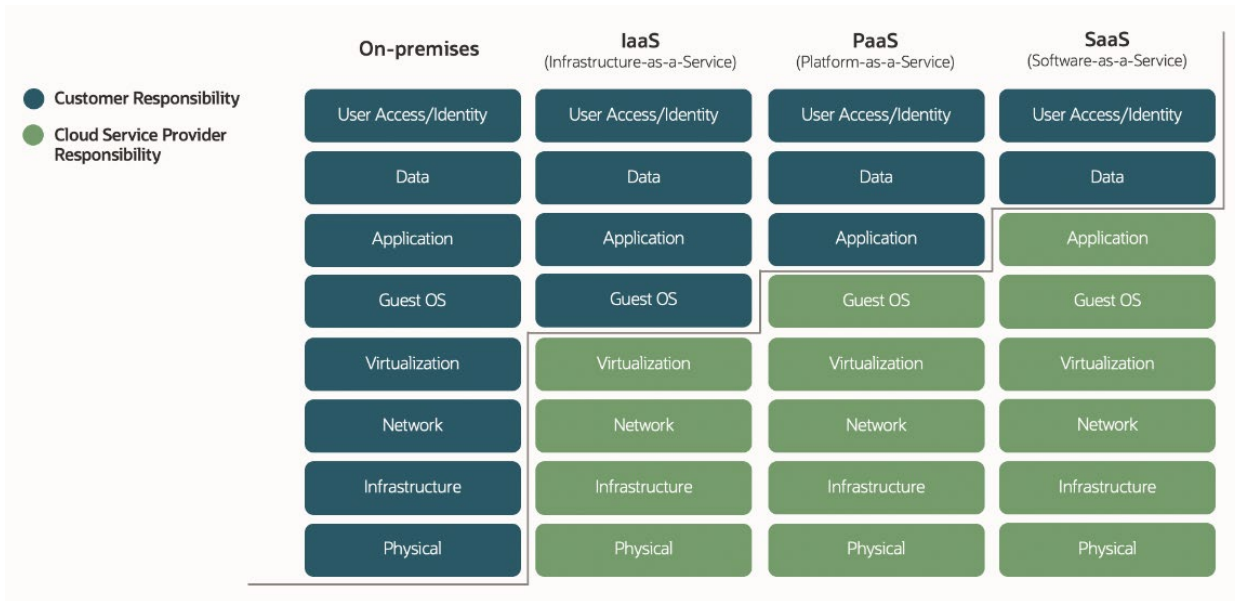 On-premises
IaaS
(Infrastructure-as-a-Service)
PaaS
(Platform-as-a-Service)
SaaS
(Software-as-a-Service)
Customer Responsibility
Cloud Service Provider
Responsibility
User Access/Identity
User Access/Identity
User Access/Identity
User Access/Identity
Data
Data
Data
Data
Application
Application
Application
Application
Guest OS
Guest OS
Guest OS
Guest OS
Virtualization
Virtualization
Virtualization
Virtualization
Network
Network
Network
Network
Infrastructure
Infrastructure
Infrastructure
Infrastructure
Physical
Physical
Physical
Physical